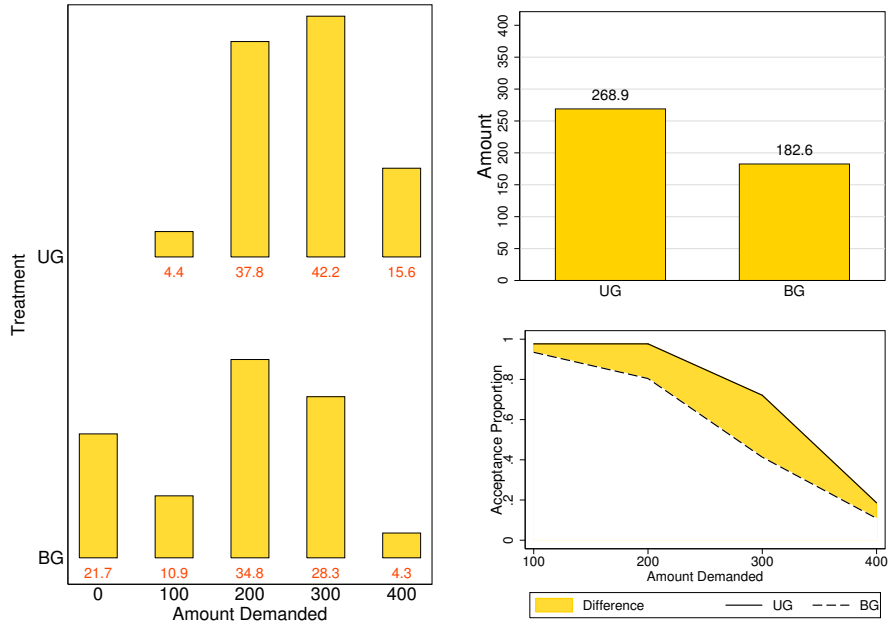 Treatment
UG
4.4 37.8 42.2 15.6
BG
21.7 10.9 34.8 28.3 4.3
0 100 200 300 400
Amount Demanded
Amount
400
350
300
250
200
150
100
50
0
268.9
182.6
UG BG
Acceptance Proportion
1
.8
.6
.4
.2
0
100 200 300 400
Amount Demanded
Difference UG BG